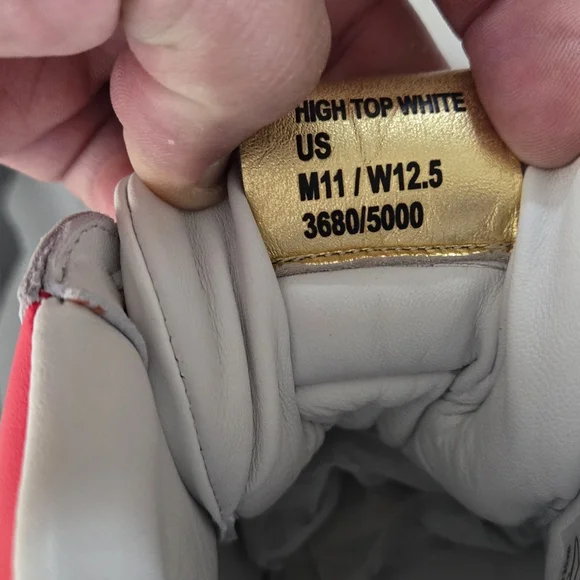 HIGH TOP WHITE
US
M11 / W12.5
3680/5000